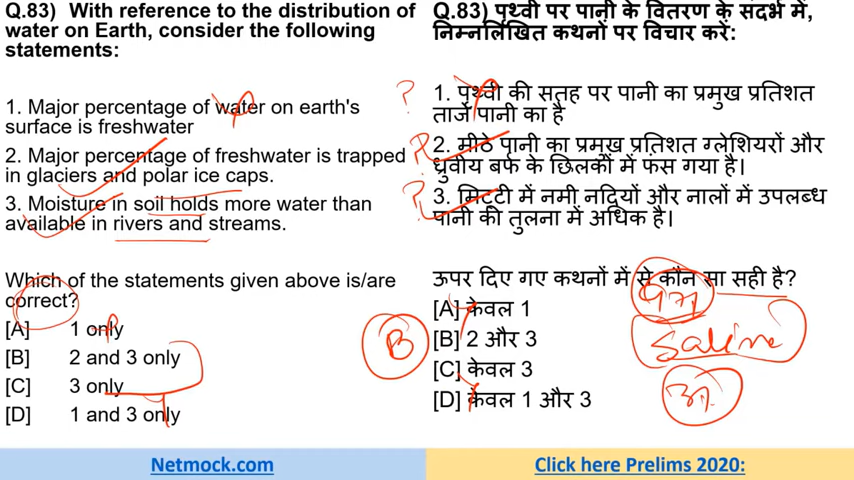 Q.83) With reference to the distribution of
water on Earth, consider the following
statements:
1. Major percentage of water on earth's
surface is freshwater
2. Major percentage of freshwater is trapped
in glaciers and polar ice caps.
3. Moisture in soil holds more water than
available in rivers and streams.
Which of the statements given above is/are
correct?
[A] 1 only
[B] 2 and 3 only
[C] 3 only
[D] 1 and 3 only
Q.83) पृथ्वी पर पानी के वितरण के संदर्भ में,
निम्नलिखित कथनों पर विचार करें:
? 1. पृथ्वी की सतह पर पानी का प्रमुख प्रतिशत
ताजे पानी का है
? 2. मीठे पानी का प्रमुख प्रतिशत ग्लेशियरों और
ध्रुवीय बर्फ के छिलकों में फंस गया है।
? 3. मिट्टी में नमी नदियों और नालों में उपलब्ध
पानी की तुलना में अधिक है।
ऊपर दिए गए कथनों में से कौन सा सही है?
[A] केवल 1
[B] 2 और 3
[C] केवल 3
[D] केवल 1 और 3
B
Saline
Netmock.com
Click here Prelims 2020: